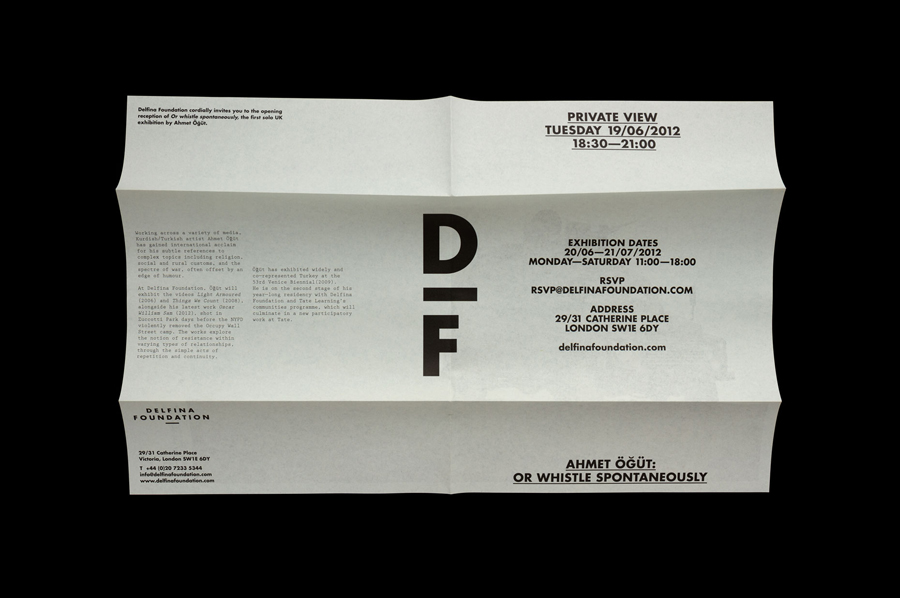 Delfina Foundation cordially invites you to the opening
reception of Or whistle spontaneously, the first solo UK
exhibition by Ahmet Öğüt.
PRIVATE VIEW
TUESDAY 19/06/2012
18:30—21:00
Working across a variety of media,
Kurdish/Turkish artist Ahmet Öğüt
has gained international acclaim
for his subtle references to
complex topics including religion,
social and rural customs, and the
spectre of war, often offset by an
edge of humour.
At Delfina Foundation, Öğüt will
exhibit the videos Light Armoured
(2006) and Things We Count (2008),
alongside his latest work Oscar
William Sam (2012), shot in
Zuccotti Park days before the NYPD
violently removed the Occupy Wall
Street camp. The works explore
the notion of resistance within
varying types of relationships,
through the simple acts of
repetition and continuity.
Öğüt has exhibited widely and
co-represented Turkey at the
53rd Venice Biennial (2009).
He is on the second stage of his
year-long residency with Delfina
Foundation and Tate Learning's
communities programme, which will
culminate in a new participatory
work at Tate.
D
F
EXHIBITION DATES
20/06—21/07/2012
MONDAY—SATURDAY 11:00—18:00
RSVP
RSVP@DELFINAFOUNDATION.COM
ADDRESS
29/31 CATHERINE PLACE
LONDON SW1E 6DY
delfinafoundation.com
DELFINA
FOUNDATION
29/31 Catherine Place
Victoria, London SW1E 6DY
T +44 (0)20 7233 5344
info@delfinafoundation.com
www.delfinafoundation.com
AHMET ÖĞÜT:
OR WHISTLE SPONTANEOUSLY